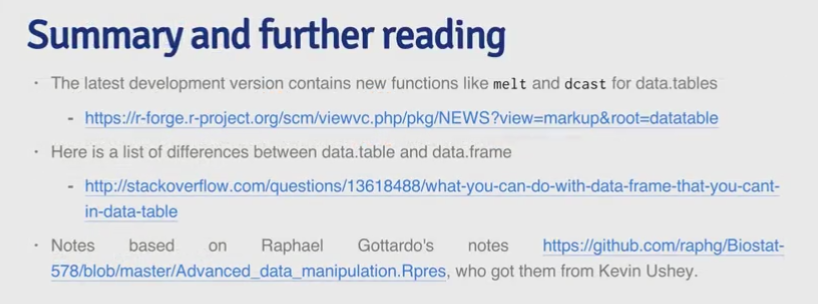 Summary and further reading
· The latest development version contains new functions like melt and dcast for data.tables
- https://r-forge.r-project.org/scm/viewvc.php/pkg/NEWS?view=markup&root=datatable
· Here is a list of differences between data.table and data.frame
- http://stackoverflow.com/questions/13618488/what-you-can-do-with-data-frame-that-you-cant-
in-data-table
· Notes based on Raphael Gottardo's notes https://github.com/raphg/Biostat-
578/blob/master/Advanced_data_manipulation.Rpres, who got them from Kevin Ushey.